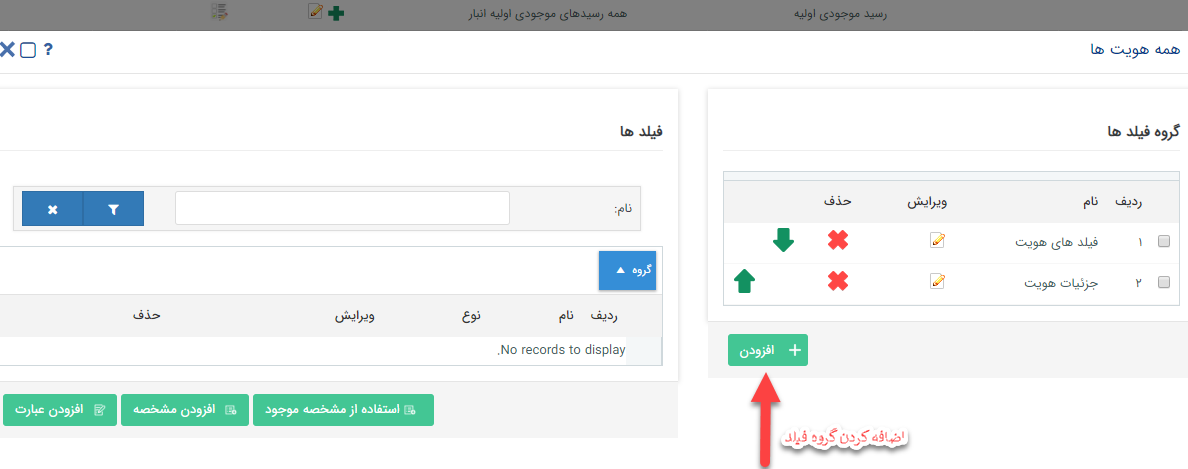 رسید موجودی اولیه همه رسیدهای موجودی اولیه انبار
همه هویت ها ?
گروه فیلد ها
ردیف نام ویرایش حذف
۱ فیلد های هویت
۲ جزئیات هویت
افزودن
اضافه کردن گروه فیلد
فیلد ها
نام:
گروه
ردیف نام نوع ویرایش حذف
No records to display.
استفاده از مشخصه موجود افزودن مشخصه افزودن عبارت